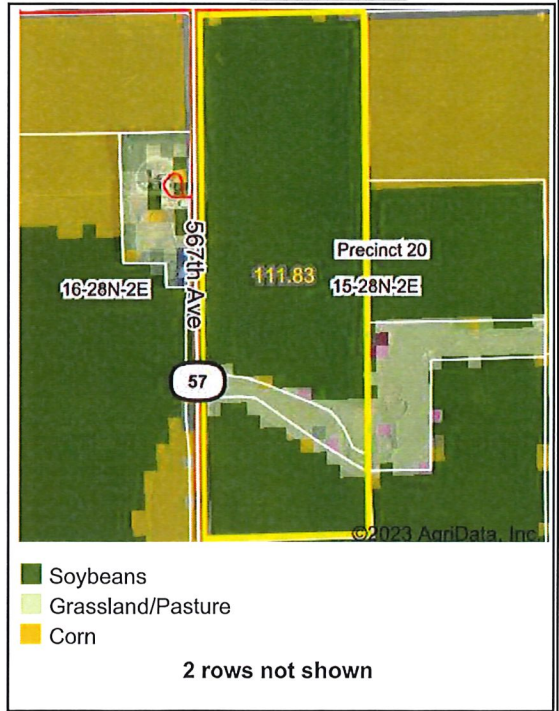 567th Ave
Precinct 20
111.83
15-28N-2E
16-28N-2E
57
©2023 AgriData, Inc.
Soybeans
Grassland/Pasture
Corn
2 rows not shown